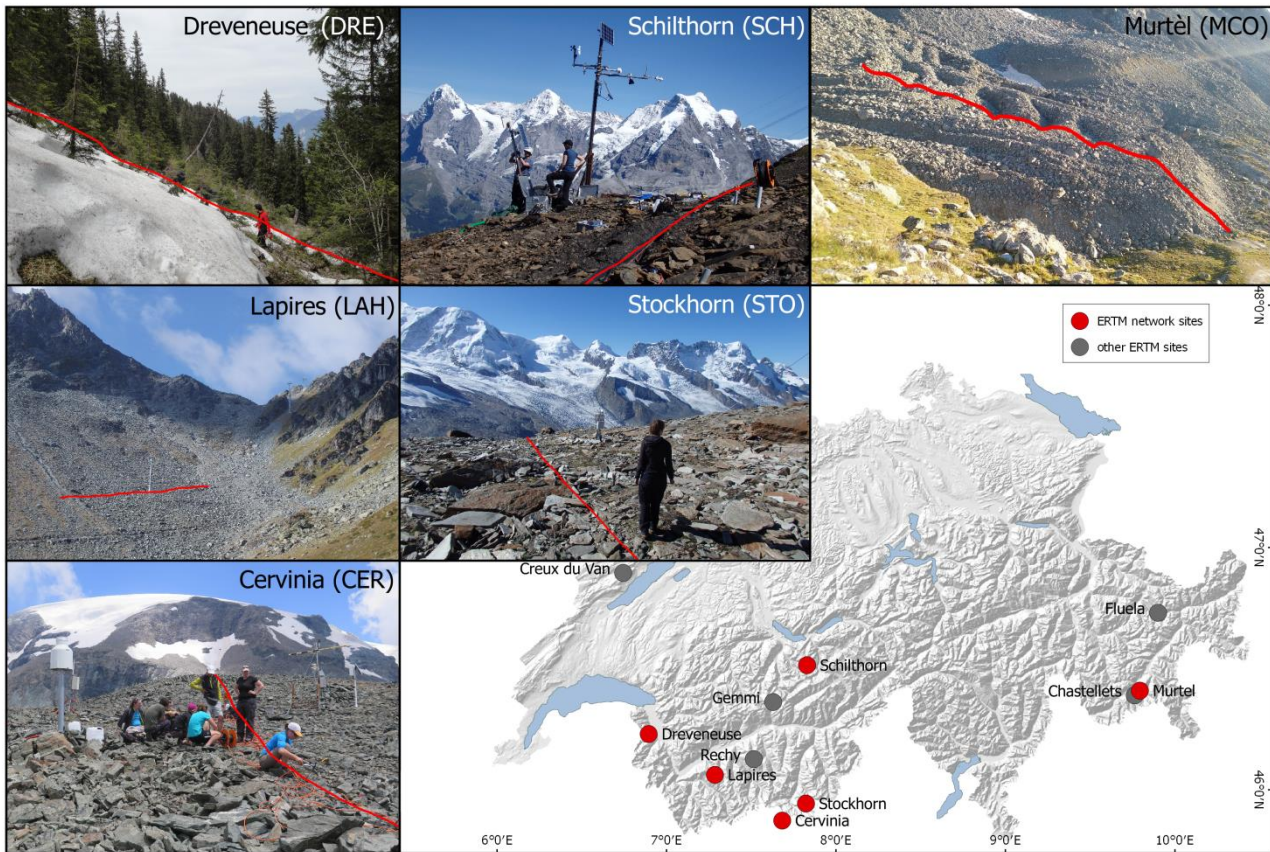 Dreveneuse (DRE)
Schilthorn (SCH)
Murtèl (MCO)
Lapires (LAH)
Stockhorn (STO)
Cervinia (CER)
48°0'N
ERTM network sites
other ERTM sites
47°0'N
Creux du Van
Fluela
Schilthorn
Gemmi
Chastellets
Murtel
Dreveneuse
Rechy
Lapires
Stockhorn
Cervinia
46°0'N
6°0'E
7°0'E
8°0'E
9°0'E
10°0'E